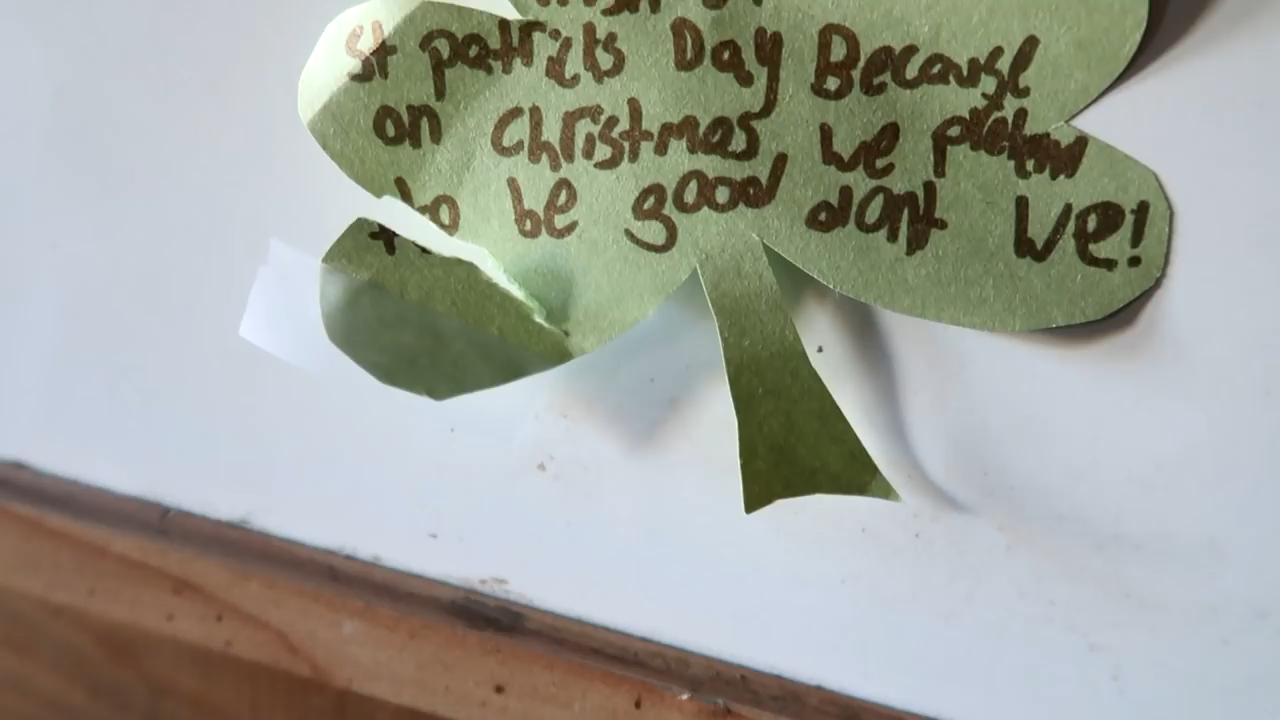 St patricks Day Because
on Christmas, we pretend
to be good dont We!